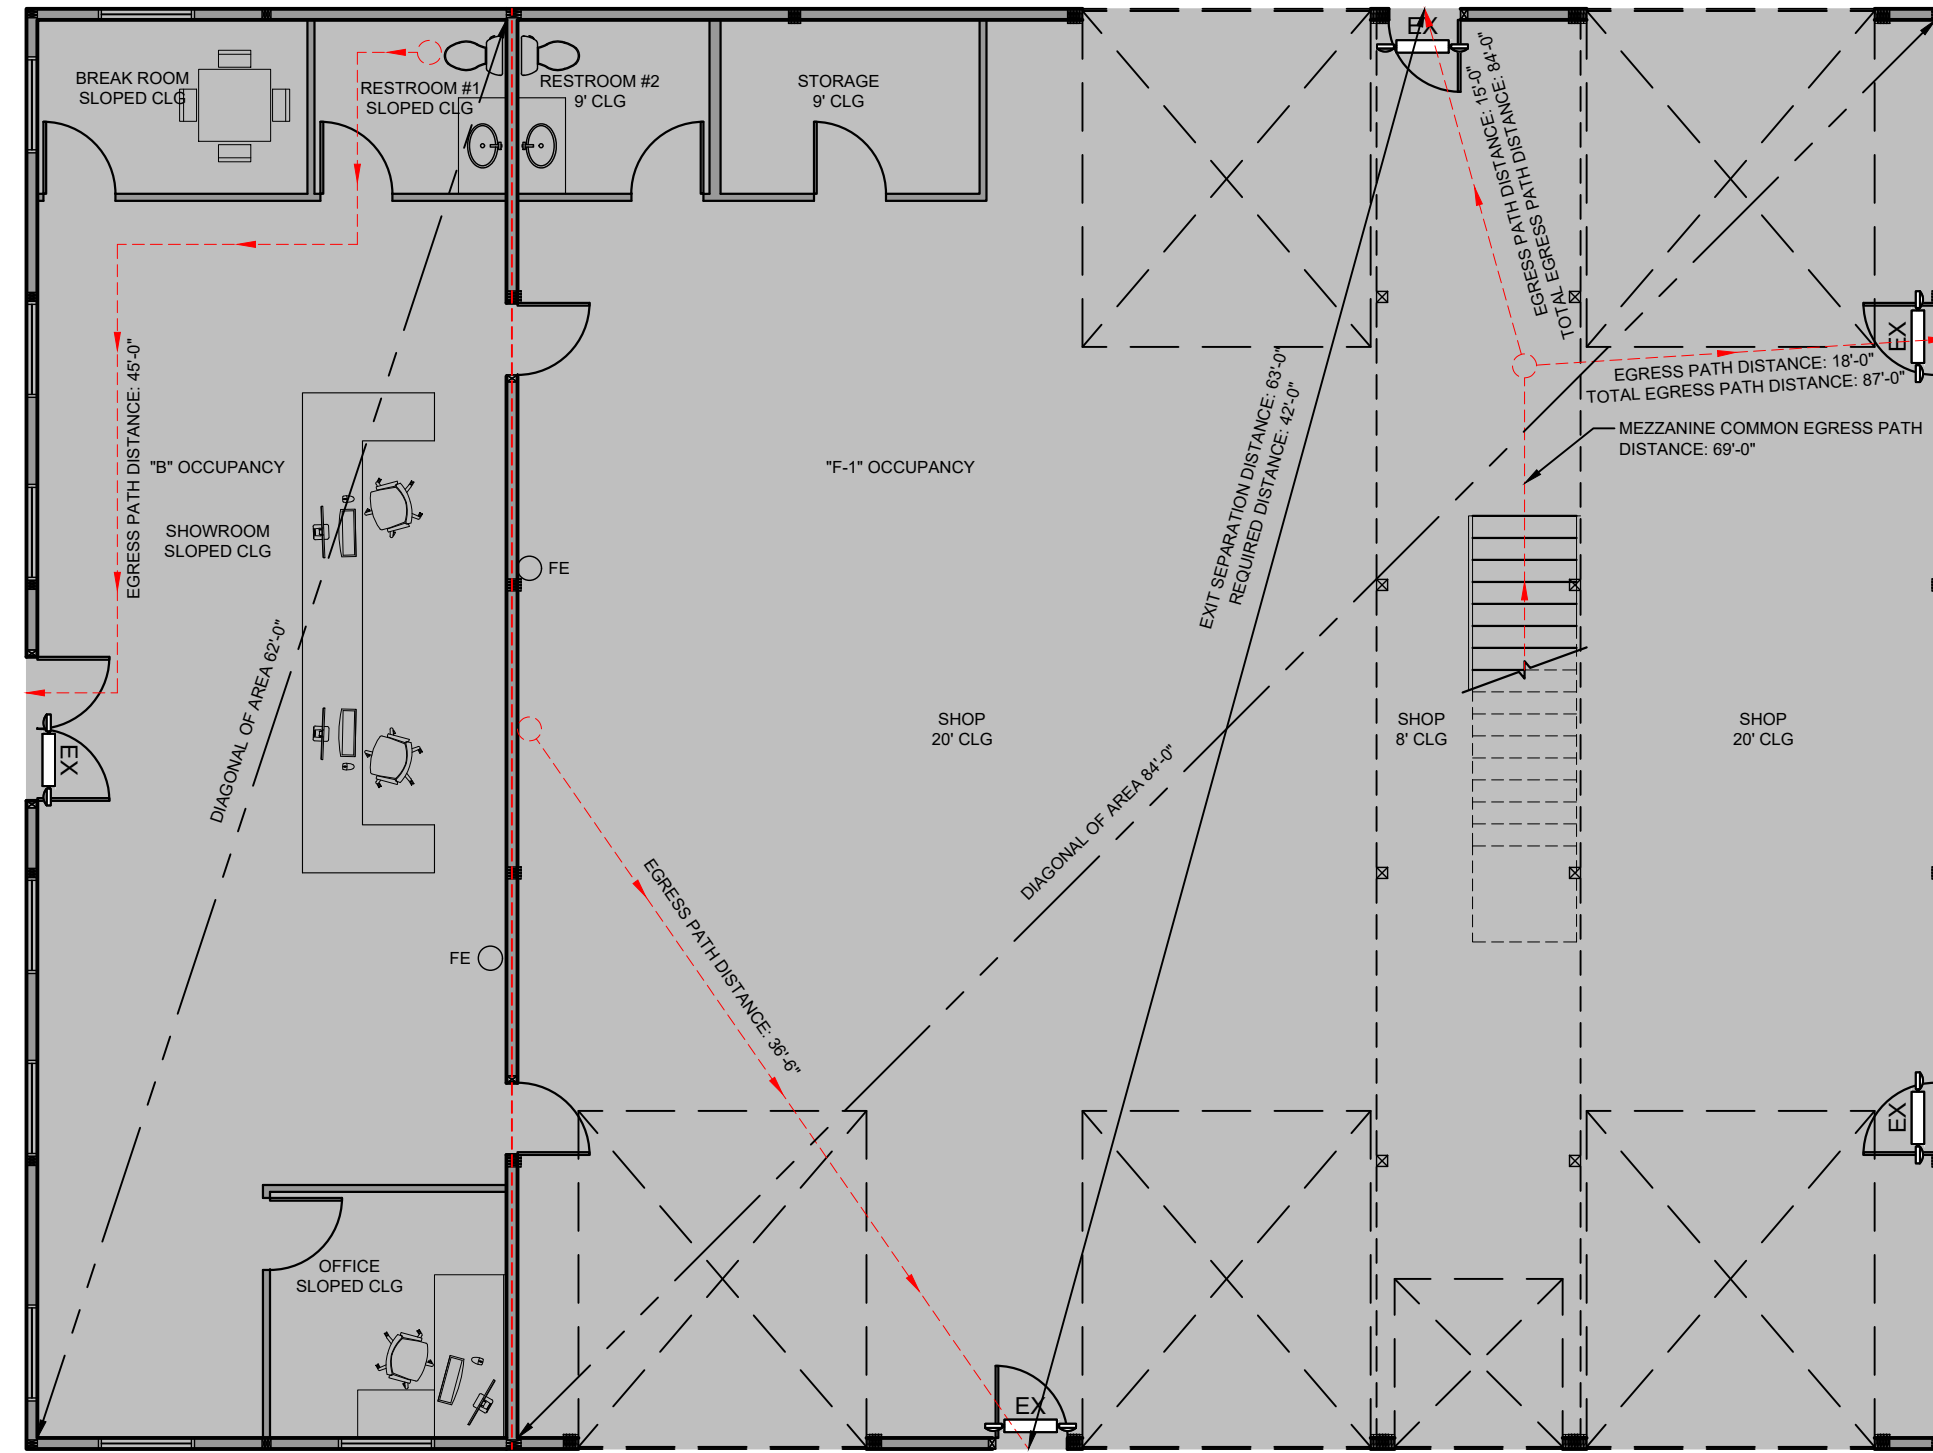 BREAK ROOM
SLOPED CLG
RESTROOM #1
SLOPED CLG
RESTROOM #2
9' CLG
STORAGE
9' CLG
EX
EGRESS PATH DISTANCE: 15'-0"
TOTAL EGRESS PATH DISTANCE: 84'-0"
EX
EGRESS PATH DISTANCE: 18'-0"
TOTAL EGRESS PATH DISTANCE: 87'-0"
MEZZANINE COMMON EGRESS PATH
DISTANCE: 69'-0"
EGRESS PATH DISTANCE: 45'-0"
"B" OCCUPANCY
SHOWROOM
SLOPED CLG
"F-1" OCCUPANCY
EXIT SEPARATION DISTANCE: 63'-0"
REQUIRED DISTANCE: 42'-0"
FE
DIAGONAL OF AREA 62'-0"
EX
SHOP
20' CLG
SHOP
8' CLG
SHOP
20' CLG
DIAGONAL OF AREA 84'-0"
EGRESS PATH DISTANCE: 36'-6"
FE
EX
OFFICE
SLOPED CLG
EX